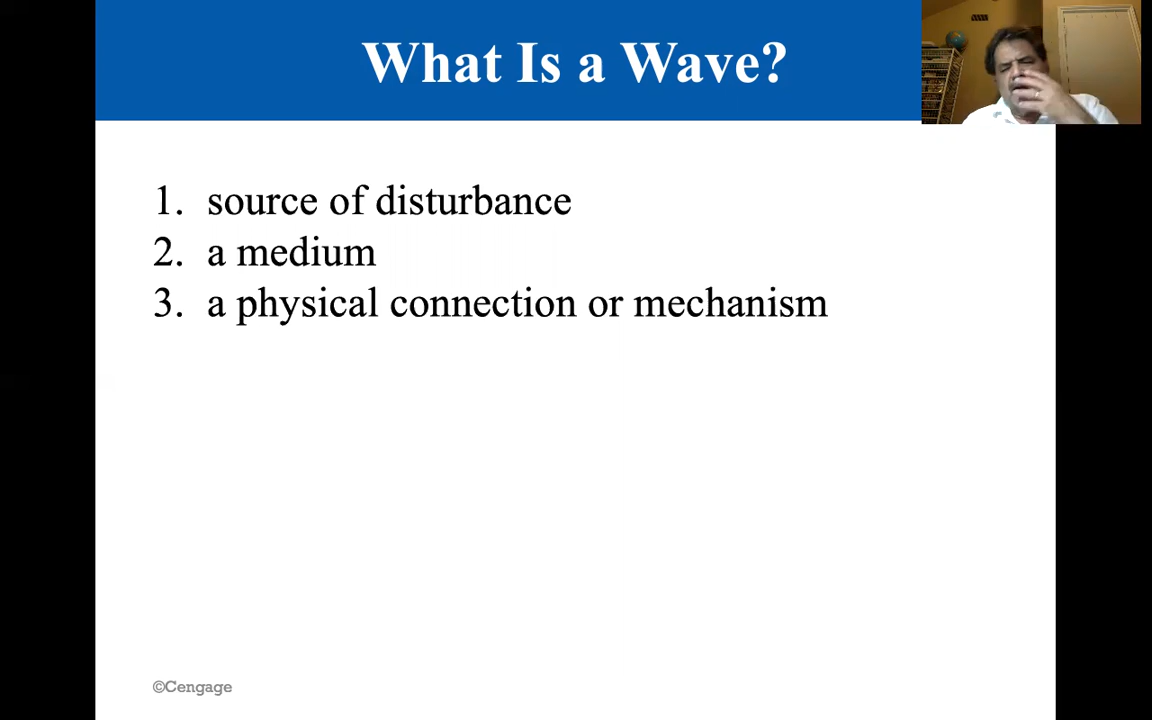 What Is a Wave?
1. source of disturbance
2. a medium
3. a physical connection or mechanism
©Cengage